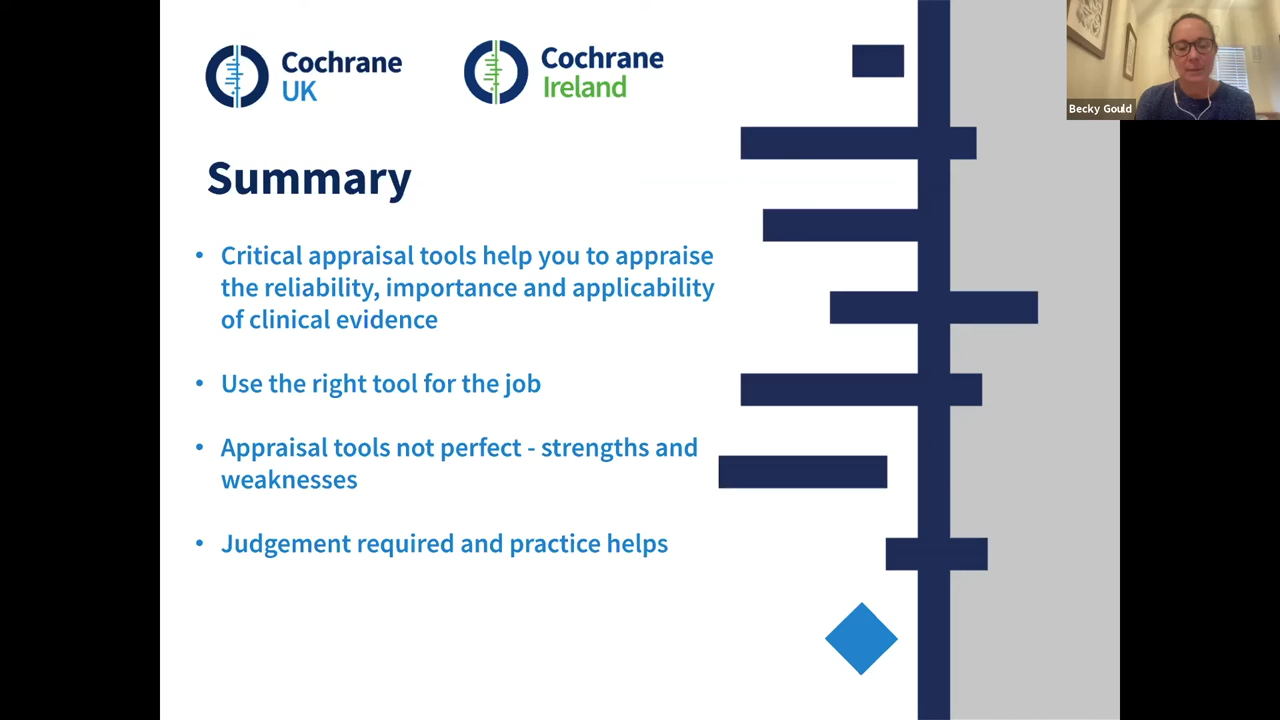 Cochrane
UK
Cochrane
Ireland
Becky Gould
Summary
• Critical appraisal tools help you to appraise
the reliability, importance and applicability
of clinical evidence
• Use the right tool for the job
• Appraisal tools not perfect - strengths and
weaknesses
• Judgement required and practice helps